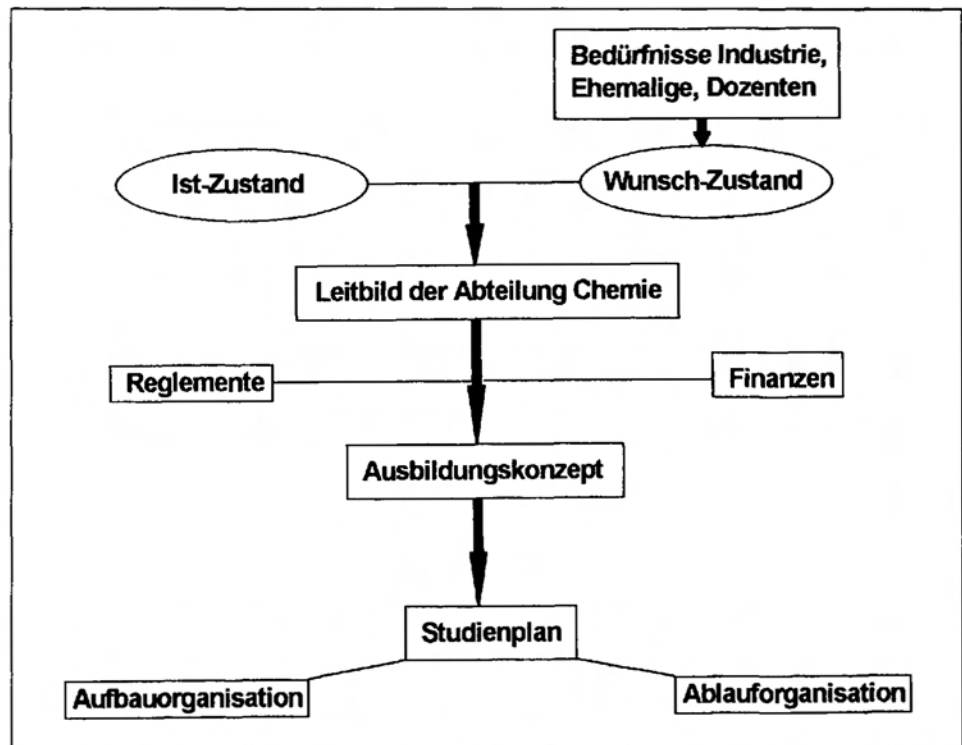 Bedürfnisse Industrie,
Ehemalige, Dozenten
Ist-Zustand
Wunsch-Zustand
Leitbild der Abteilung Chemie
Reglemente
Finanzen
Ausbildungskonzept
Studienplan
Aufbauorganisation
Ablauforganisation